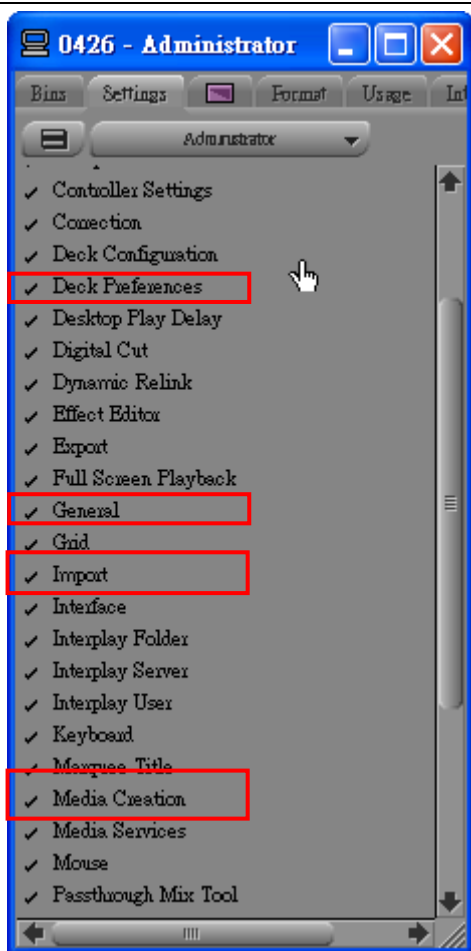 0426 - Administrator
Bins Settings Format Usage Inf
Administrator
Controller Settings
Correction
Deck Configuration
Deck Preferences
Desktop Play Delay
Digital Cut
Dynamic Relink
Effect Editor
Export
Full Screen Playback
General
Grid
Import
Interface
Interplay Folder
Interplay Server
Interplay User
Keyboard
Marquee Title
Media Creation
Media Services
Mouse
Passthrough Mix Tool